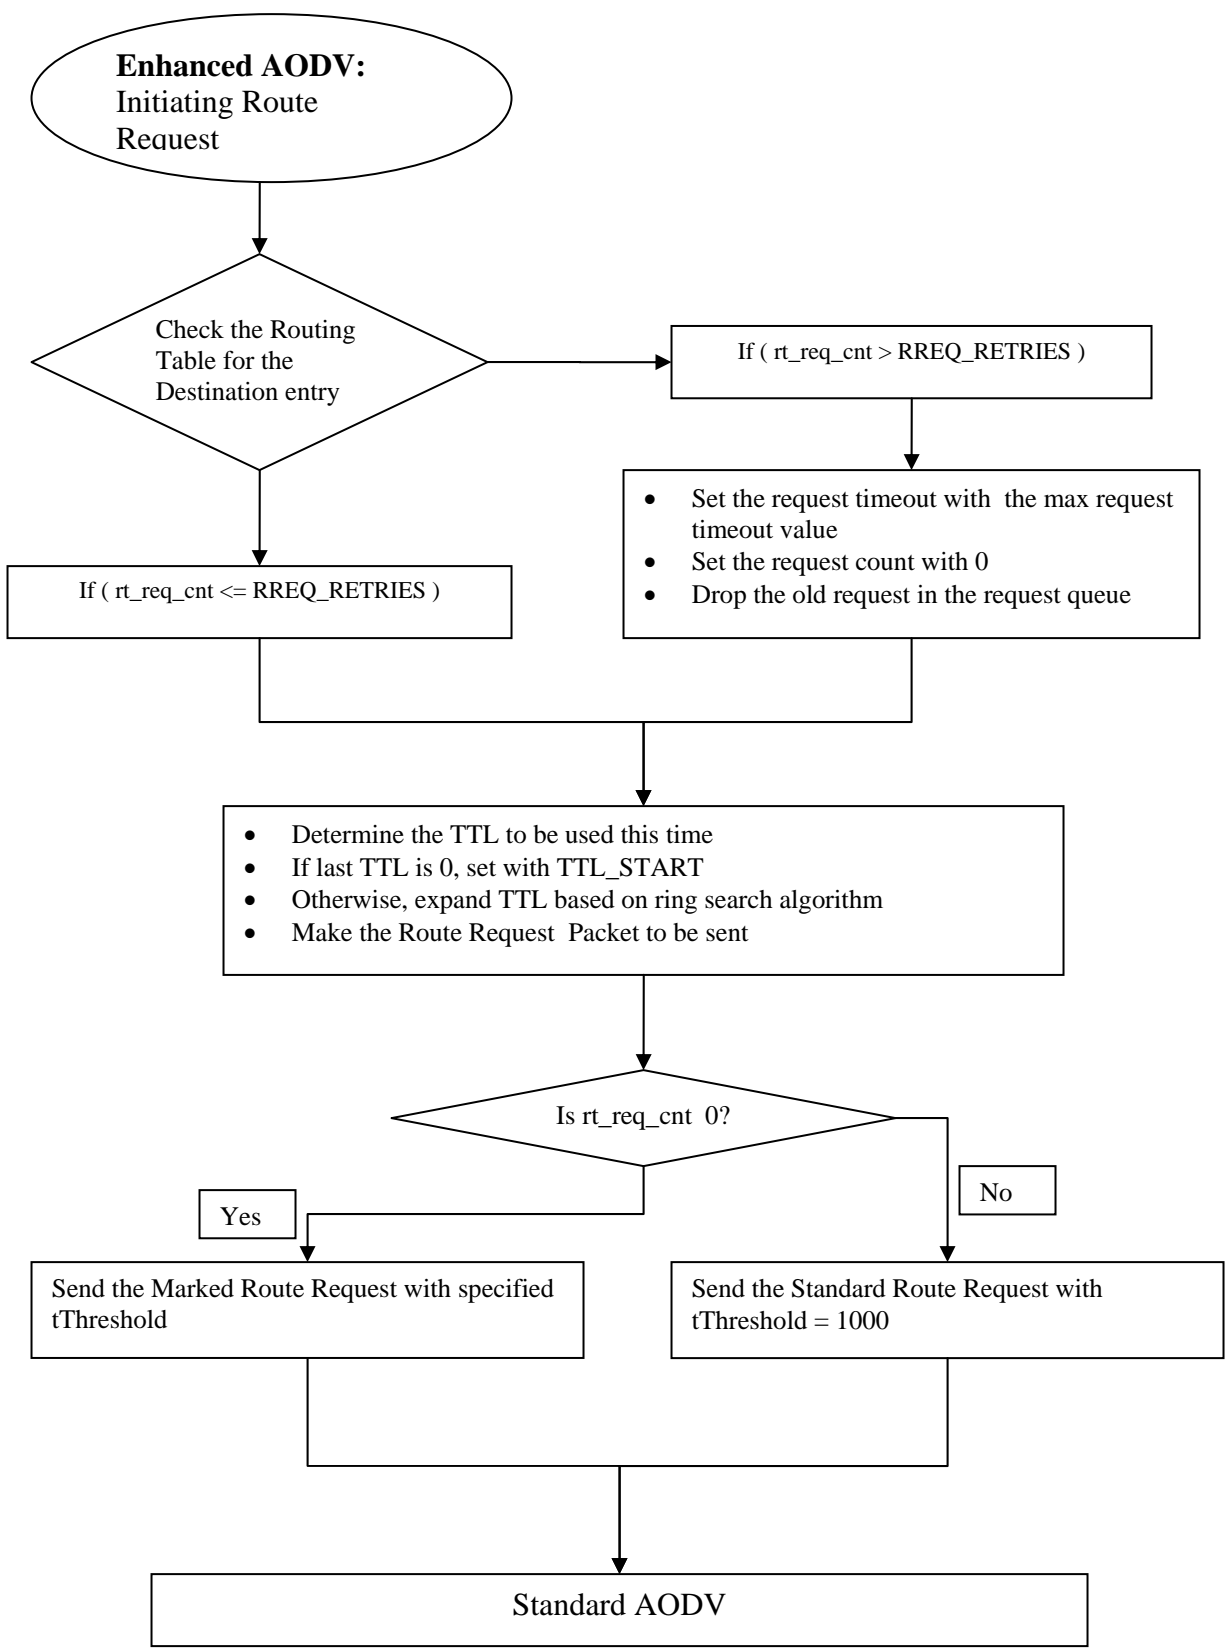 Enhanced AODV:
Initiating Route
Request
Check the Routing
Table for the
Destination entry
If ( rt_req_cnt > RREQ_RETRIES )
• Set the request timeout with the max request
timeout value
• Set the request count with 0
• Drop the old request in the request queue
If ( rt_req_cnt <= RREQ_RETRIES )
• Determine the TTL to be used this time
• If last TTL is 0, set with TTL_START
• Otherwise, expand TTL based on ring search algorithm
• Make the Route Request Packet to be sent
Is rt_req_cnt 0?
Yes
No
Send the Marked Route Request with specified
tThreshold
Send the Standard Route Request with
tThreshold = 1000
Standard AODV